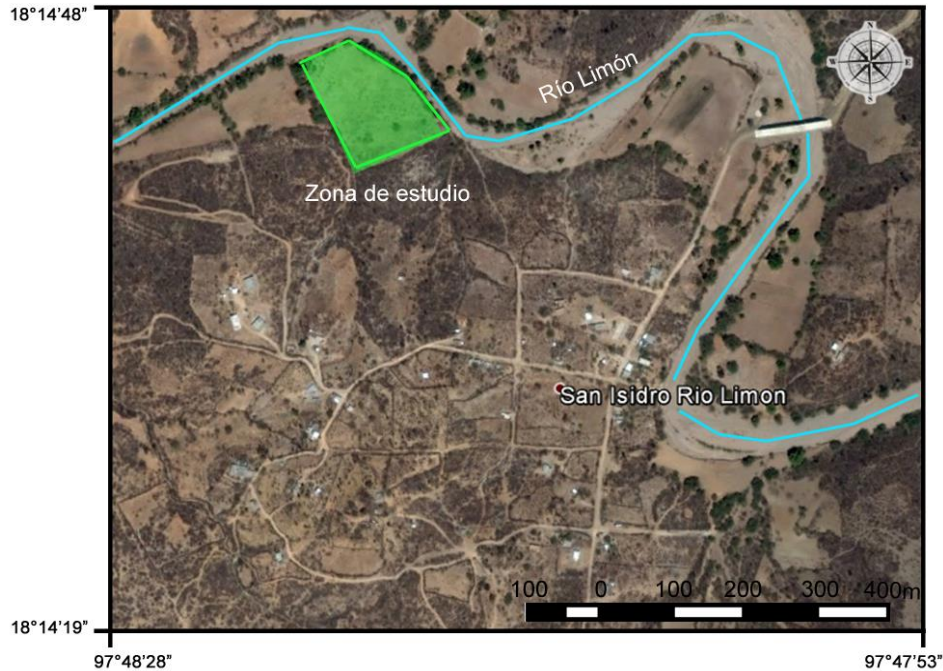 18°14’48”
N
W
E
N
Río Limón
Zona de estudio
San Isidro Rio Limon
100 0 100 200 300 400m
18°14’19”
97°48’28” 97°47’53”